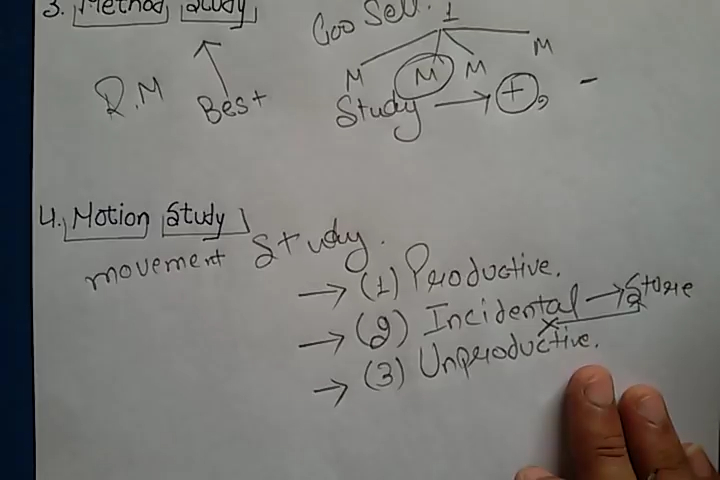 3. Method Study
Goo Sell. 1
M M M M
R.M Best
Study → +, -
4. Motion Study
movement Study.
→ (1) Productive.
→ (2) Incidental → Store
→ (3) Unproductive.